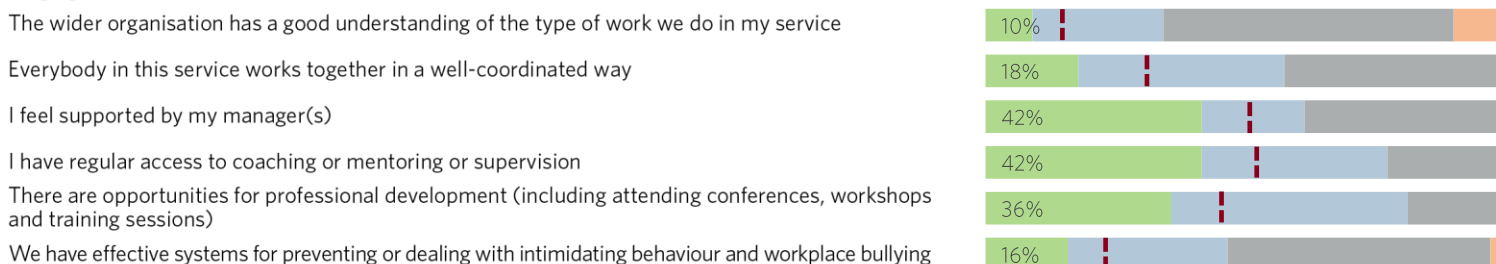 The wider organisation has a good understanding of the type of work we do in my service 10%
Everybody in this service works together in a well-coordinated way 18%
I feel supported by my manager(s) 42%
I have regular access to coaching or mentoring or supervision 42%
There are opportunities for professional development (including attending conferences, workshops
and training sessions) 36%
We have effective systems for preventing or dealing with intimidating behaviour and workplace bullying 16%